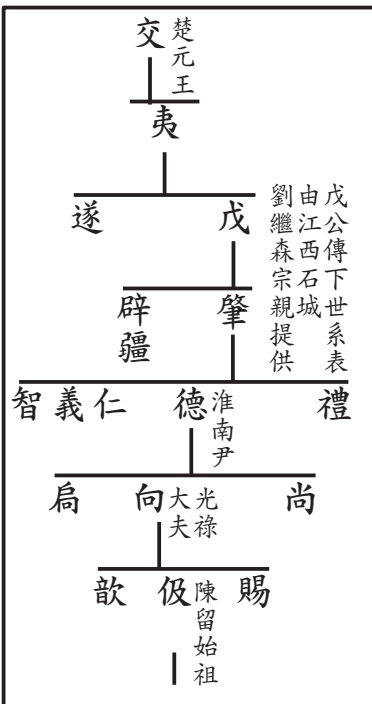 交
楚元王
夷
戊公傳下世系表
由江西石城
劉繼森宗親提供
戊
遂
肇
辟疆
禮
德
淮南尹
仁
義
智
尚
向
光祿
大夫
扃
賜
伋
陳留始祖
歆